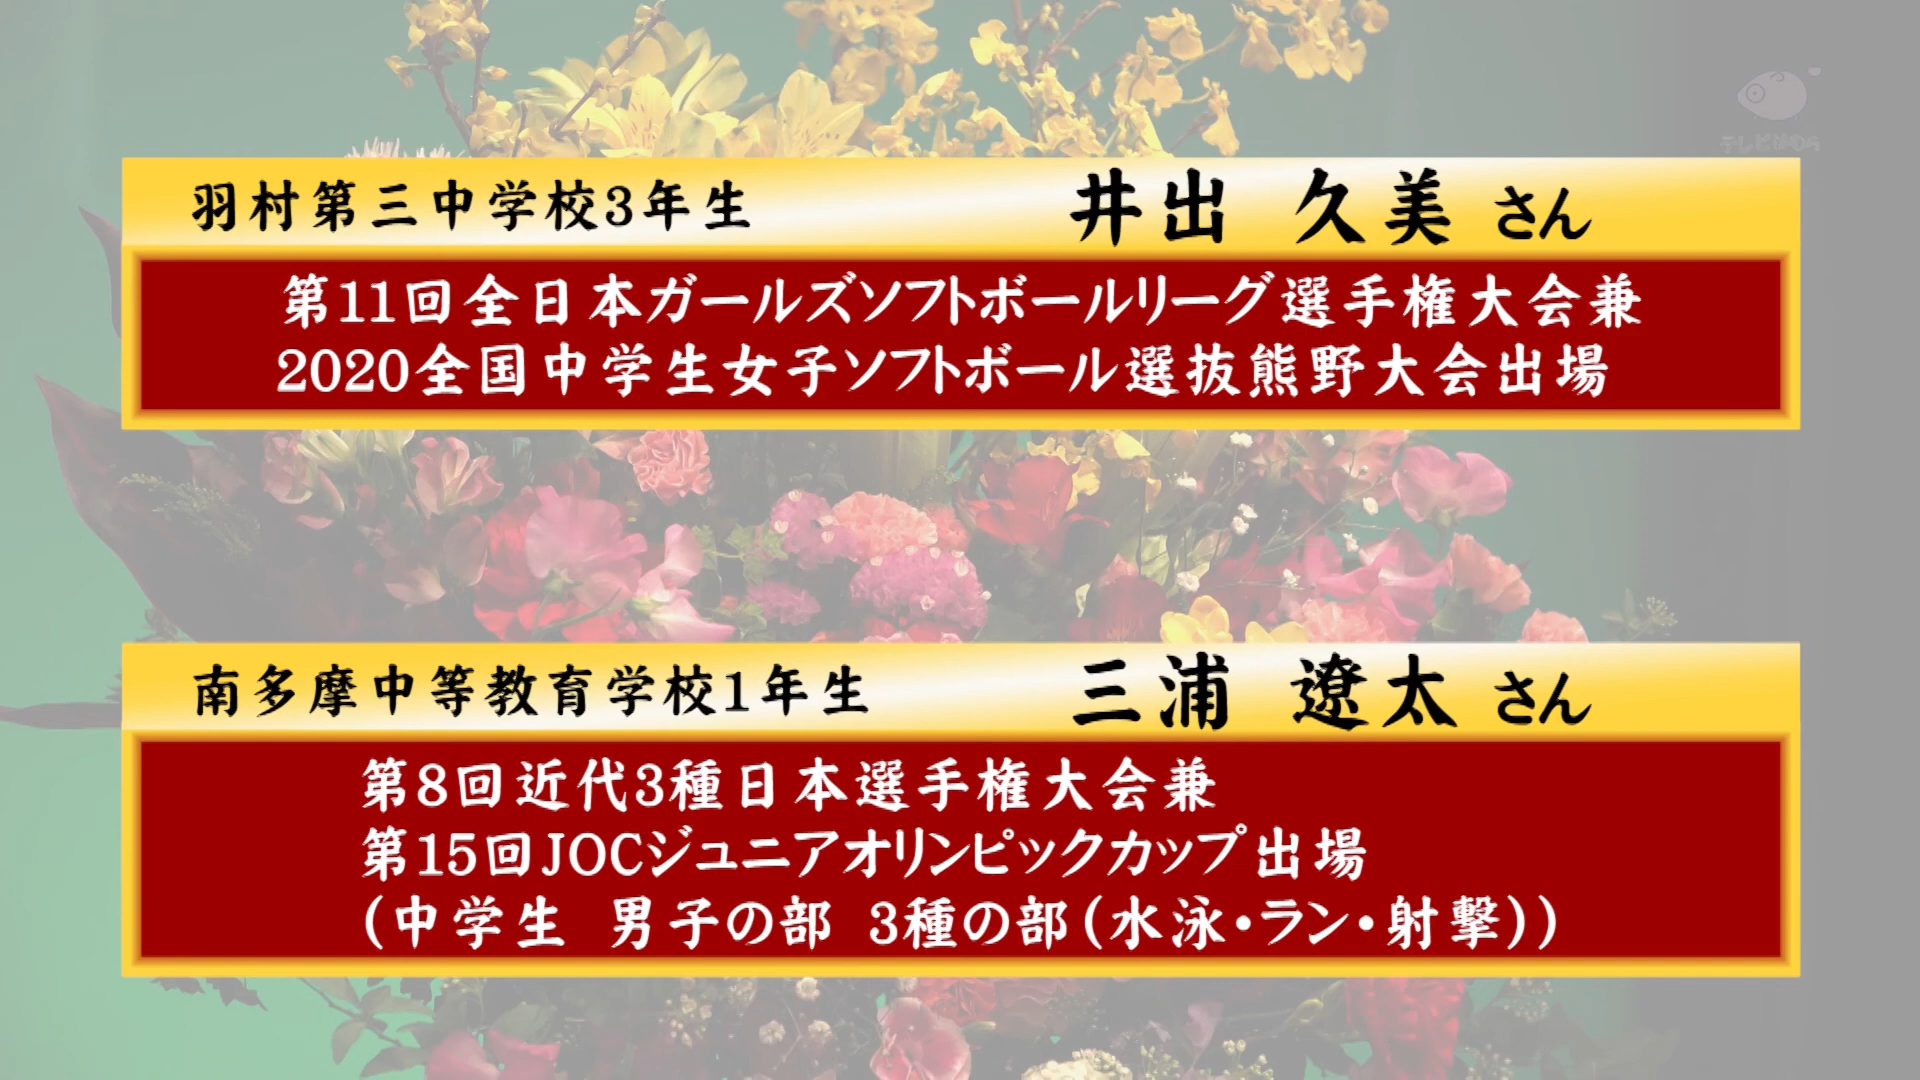 テレビはむら
羽村第三中学校3年生 井出 久美 さん
第11回全日本ガールズソフトボールリーグ選手権大会兼
2020全国中学生女子ソフトボール選抜熊野大会出場
南多摩中等教育学校1年生 三浦 遼太 さん
第8回近代3種日本選手権大会兼
第15回JOCジュニアオリンピックカップ出場
(中学生 男子の部 3種の部(水泳・ラン・射撃))